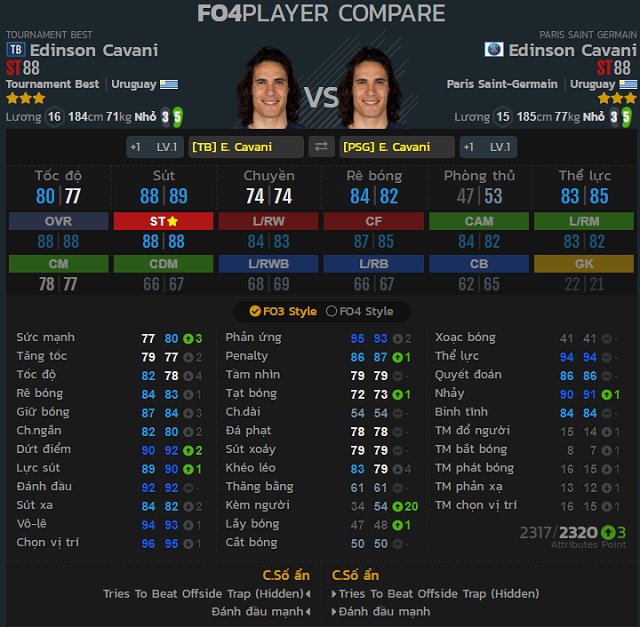 FO4PLAYER COMPARE
TOURNAMENT BEST
TB Edinson Cavani
ST88
Tournament Best | Uruguay
Lương 16 184cm 71kg Nhỏ 3 5
VS
PARIS SAINT GERMAIN
Edinson Cavani
ST88
Paris Saint-Germain | Uruguay
Lương 15 185cm 77kg Nhỏ 3 5
+1 LV.1 [TB] E. Cavani [PSG] E. Cavani +1 LV.1
Tốc độ Sút Chuyền Rê bóng Phòng thủ Thể lực
80|77 88|89 74|74 84|82 47|53 83|85
OVR ST L/RW CF CAM L/RM
88|88 88|88 84|83 87|85 84|82 83|82
CM CDM L/RWB L/RB CB GK
78|77 66|67 68|69 66|67 62|65 22|21
FO3 Style FO4 Style
Sức mạnh 77 80 3
Tăng tốc 79 77 2
Tốc độ 82 78 4
Rê bóng 84 83 1
Giữ bóng 87 84 3
Ch.ngắn 82 80 2
Dứt điểm 90 92 2
Lực sút 89 90 1
Đánh đầu 92 92 -
Sút xa 84 82 2
Vô-lê 94 93 1
Chọn vị trí 96 95 1
Phản ứng 95 93 2
Penalty 86 87 1
Tầm nhìn 79 79 -
Tạt bóng 72 73 1
Ch.dài 54 54 -
Đá phạt 78 78 -
Sút xoáy 79 79 -
Khéo léo 83 79 4
Thăng bằng 61 61 -
Kèm người 34 54 20
Lấy bóng 47 48 1
Cắt bóng 50 50 -
Xoạc bóng 41 41 -
Thể lực 94 94 -
Quyết đoán 86 86 -
Nhảy 90 91 1
Bình tĩnh 84 84 -
TM đổ người 15 14 1
TM bắt bóng 8 7 1
TM phát bóng 16 15 1
TM phản xạ 13 12 1
TM chọn vị trí 16 15 1
2317/2320 3
Attributes Point
C.Số ẩn
Tries To Beat Offside Trap (Hidden)
Đánh đầu mạnh
C.Số ẩn
Tries To Beat Offside Trap (Hidden)
Đánh đầu mạnh